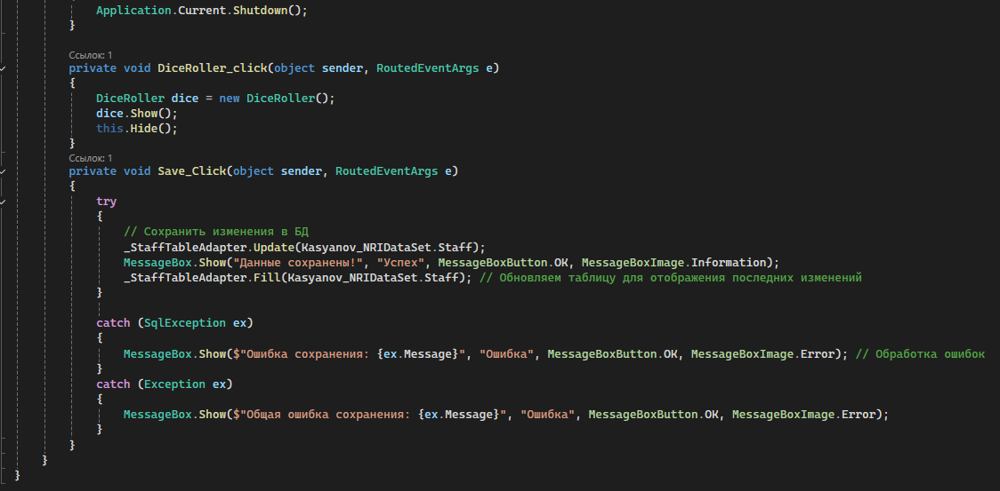 Application.Current.Shutdown();
}
Ссылок: 1
private void DiceRoller_click(object sender, RoutedEventArgs e)
{
DiceRoller dice = new DiceRoller();
dice.Show();
this.Hide();
}
Ссылок: 1
private void Save_Click(object sender, RoutedEventArgs e)
{
try
{
// Сохранить изменения в БД
_StaffTableAdapter.Update(Kasyanov_NRIDataSet.Staff);
MessageBox.Show("Данные сохранены!", "Успех", MessageBoxButton.OK, MessageBoxImage.Information);
_StaffTableAdapter.Fill(Kasyanov_NRIDataSet.Staff); // Обновляем таблицу для отображения последних изменений
}
catch (SqlException ex)
{
MessageBox.Show($"Ошибка сохранения: {ex.Message}", "Ошибка", MessageBoxButton.OK, MessageBoxImage.Error); // Обработка ошибок
}
catch (Exception ex)
{
MessageBox.Show($"Общая ошибка сохранения: {ex.Message}", "Ошибка", MessageBoxButton.OK, MessageBoxImage.Error);
}
}
}
}